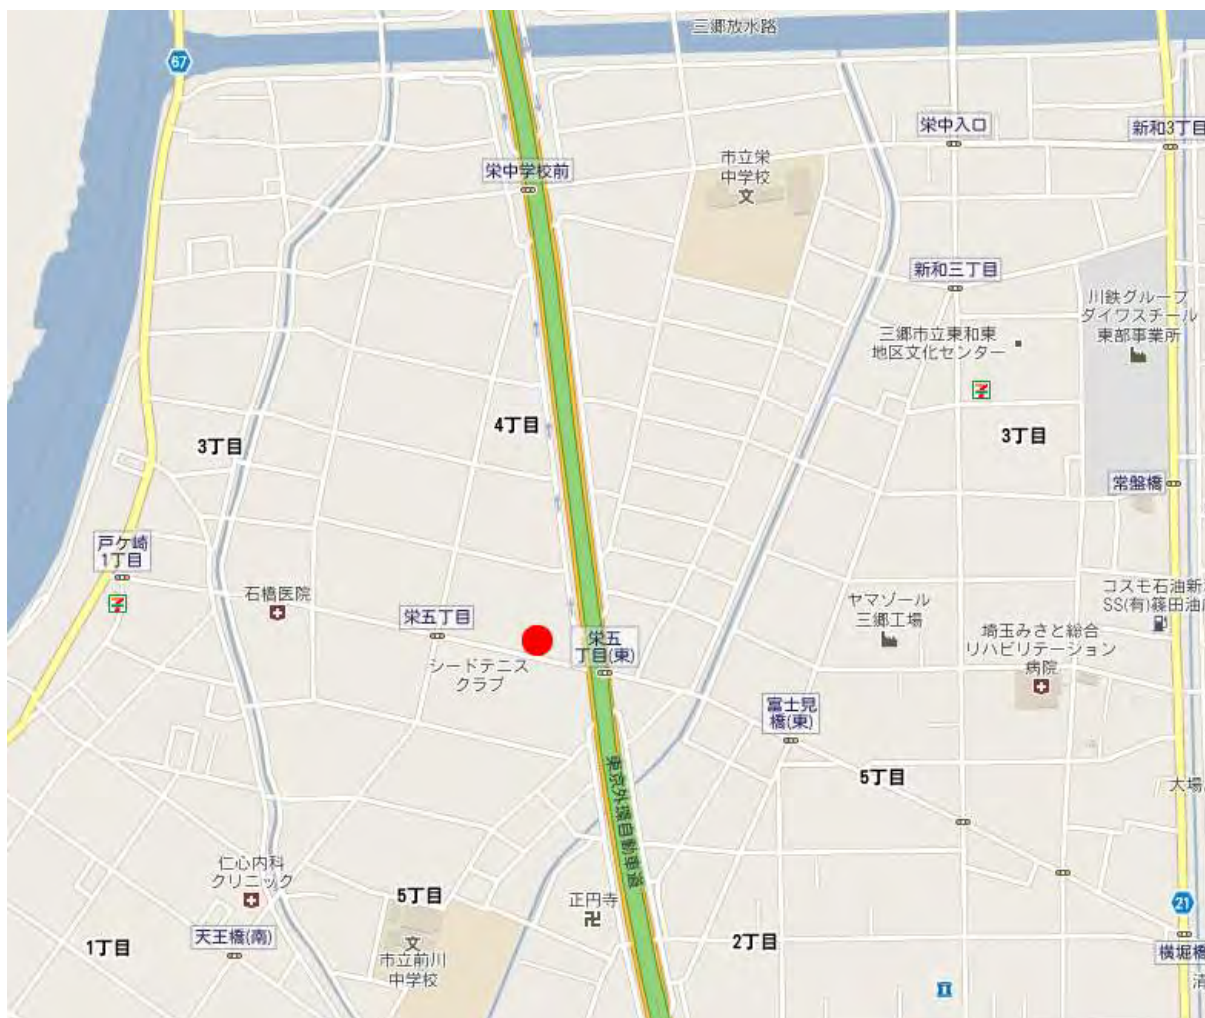 三郷放水路
67
栄中入口
新和3丁目
市立栄
中学校
文
栄中学校前
新和三丁目
川鉄グループ
ダイワスチール
東部事業所
三郷市立東和東
地区文化センター
7
4丁目
3丁目
3丁目
常盤橋
戸ケ崎
1丁目
7
石橋医院
コスモ石油新
SS(有)篠田油
ヤマゾール
三郷工場
栄五丁目
埼玉みさと総合
リハビリテーション
病院
栄五
丁目(東)
シードテニス
クラブ
富士見
橋(東)
東京外環自動車道
5丁目
大場
仁心内科
クリニック
5丁目
正円寺
卍
21
天王橋(南)
1丁目
文
市立前川
中学校
2丁目
横堀橋
清